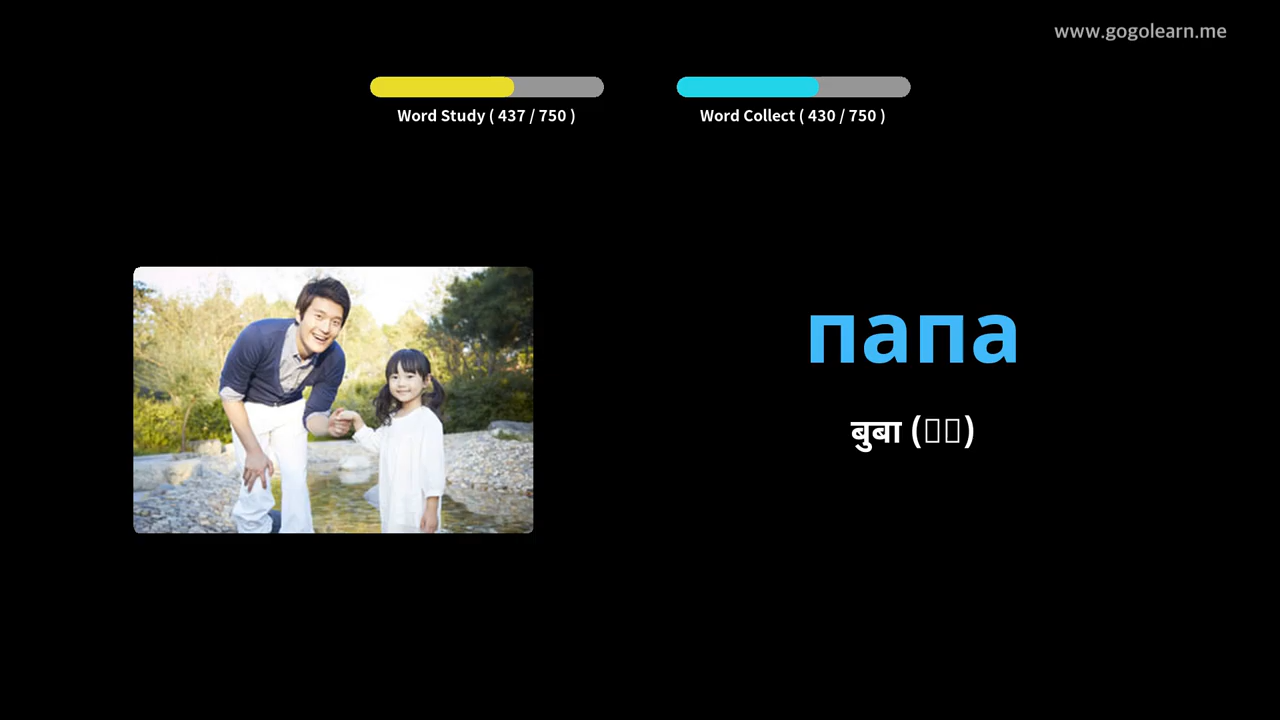 www.gogolearn.me
Word Study ( 437 / 750 )
Word Collect ( 430 / 750 )
папа
बुबा (▯▯)